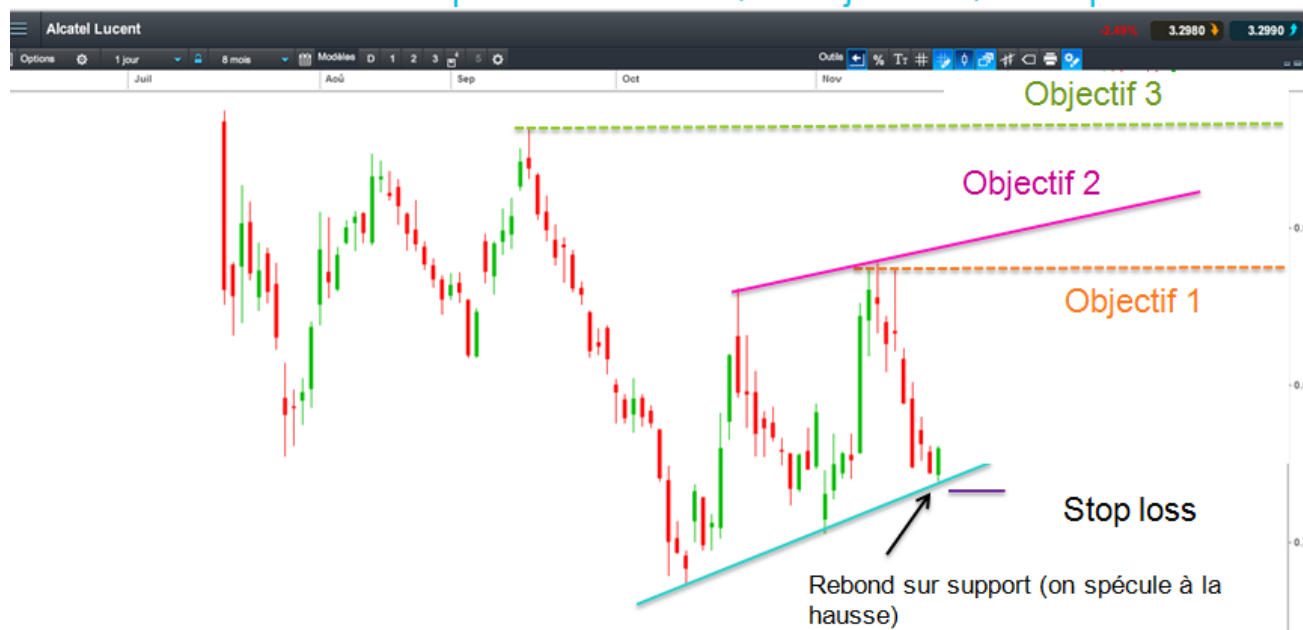 Alcatel Lucent
-2.49%
3.2980
3.2990
Options
1 jour
8 mois
Modèles
D 1 2 3 4 5
Outils
% TT
Juil
Aoû
Sep
Oct
Nov
Objectif 3
Objectif 2
Objectif 1
Stop loss
Rebond sur support (on spécule à la
hausse)